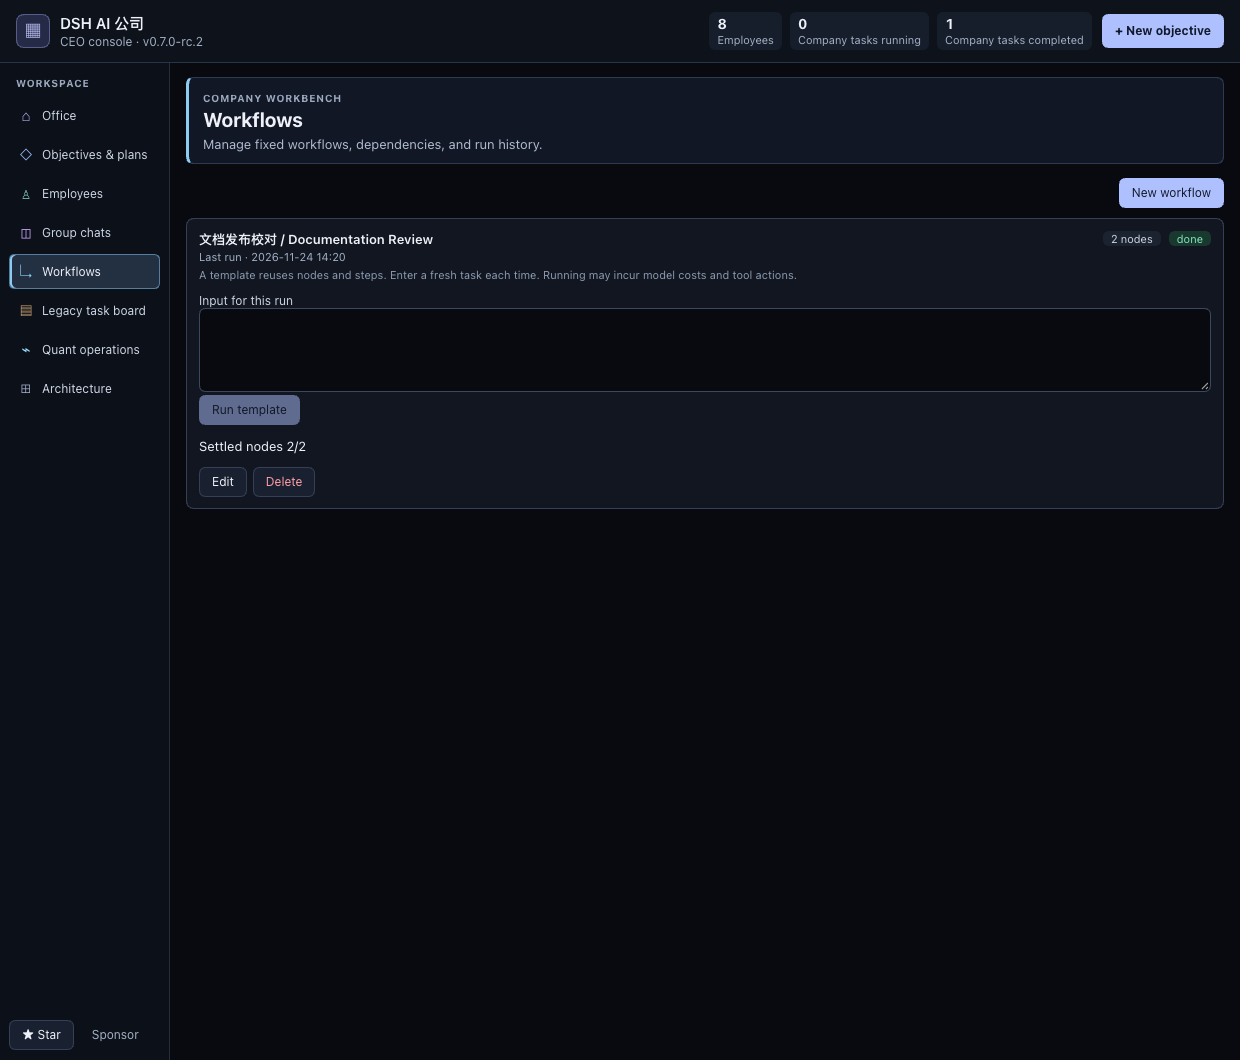 DSH AI 公司
CEO console · v0.7.0-rc.2
8
Employees
0
Company tasks running
1
Company tasks completed
+ New objective
WORKSPACE
Office
Objectives & plans
Employees
Group chats
Workflows
Legacy task board
Quant operations
Architecture
★ Star
Sponsor
COMPANY WORKBENCH
Workflows
Manage fixed workflows, dependencies, and run history.
New workflow
文档发布校对 / Documentation Review
2 nodes
done
Last run · 2026-11-24 14:20
A template reuses nodes and steps. Enter a fresh task each time. Running may incur model costs and tool actions.
Input for this run
Run template
Settled nodes 2/2
Edit
Delete